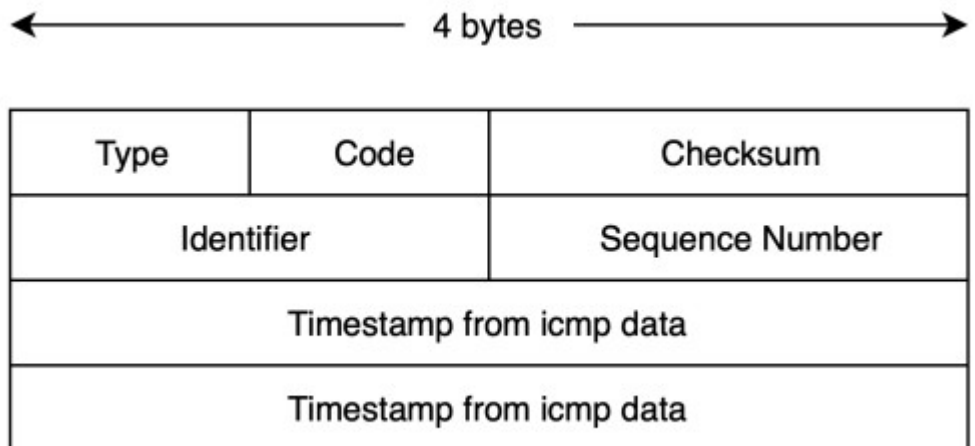 4 bytes
Type Code Checksum
Identifier Sequence Number
Timestamp from icmp data
Timestamp from icmp data